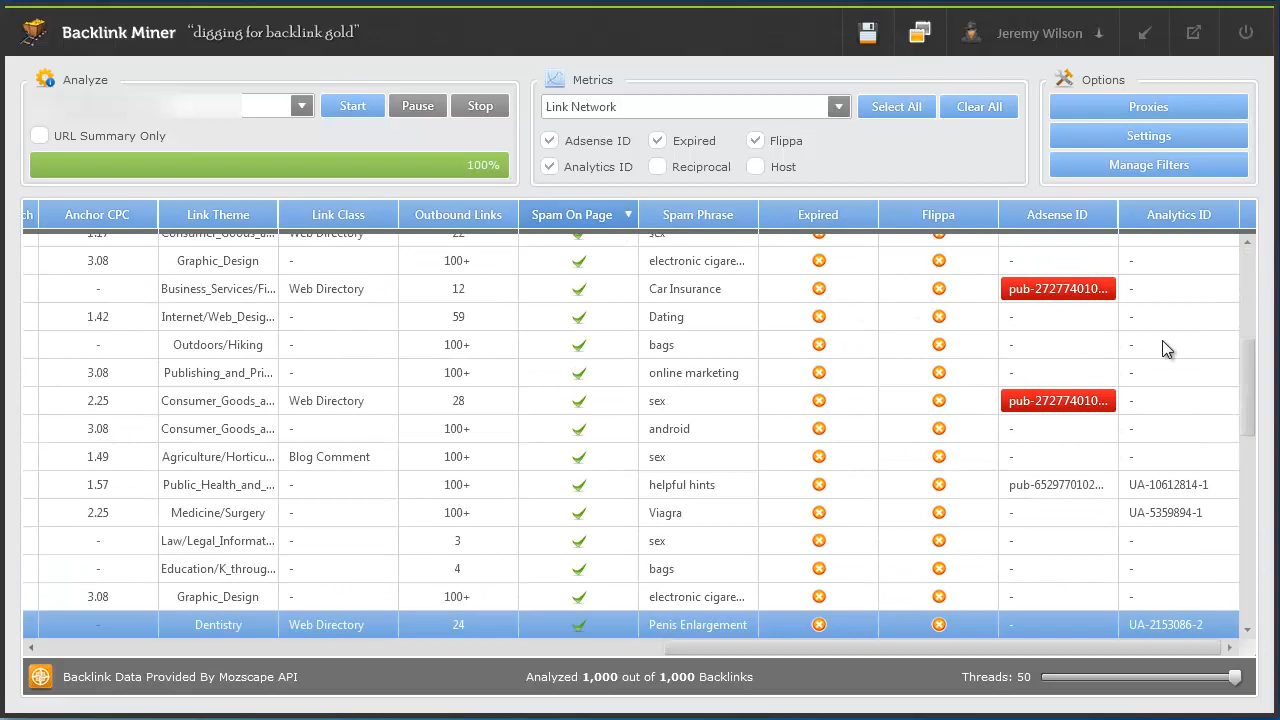 Backlink Miner “digging for backlink gold” Jeremy Wilson
Analyze Metrics Options
Start Pause Stop Link Network Select All Clear All Proxies
URL Summary Only Adsense ID Expired Flippa Settings
100% Analytics ID Reciprocal Host Manage Filters
ch Anchor CPC Link Theme Link Class Outbound Links Spam On Page Spam Phrase Expired Flippa Adsense ID Analytics ID
1.17 Consumer_Goods_a... Web Directory 22 sex
3.08 Graphic_Design - 100+ electronic cigare... - -
- Business_Services/Fi... Web Directory 12 Car Insurance pub-272774010... -
1.42 Internet/Web_Desig... - 59 Dating - -
- Outdoors/Hiking - 100+ bags - -
3.08 Publishing_and_Pri... - 100+ online marketing - -
2.25 Consumer_Goods_a... Web Directory 28 sex pub-272774010... -
3.08 Consumer_Goods_a... - 100+ android - -
1.49 Agriculture/Horticu... Blog Comment 100+ sex - -
1.57 Public_Health_and_... - 100+ helpful hints pub-6529770102... UA-10612814-1
2.25 Medicine/Surgery - 100+ Viagra - UA-5359894-1
- Law/Legal_Informat... - 3 sex - -
- Education/K_throug... - 4 bags - -
3.08 Graphic_Design - 100+ electronic cigare... - -
- Dentistry Web Directory 24 Penis Enlargement - UA-2153086-2
Backlink Data Provided By Mozscape API Analyzed 1,000 out of 1,000 Backlinks Threads: 50